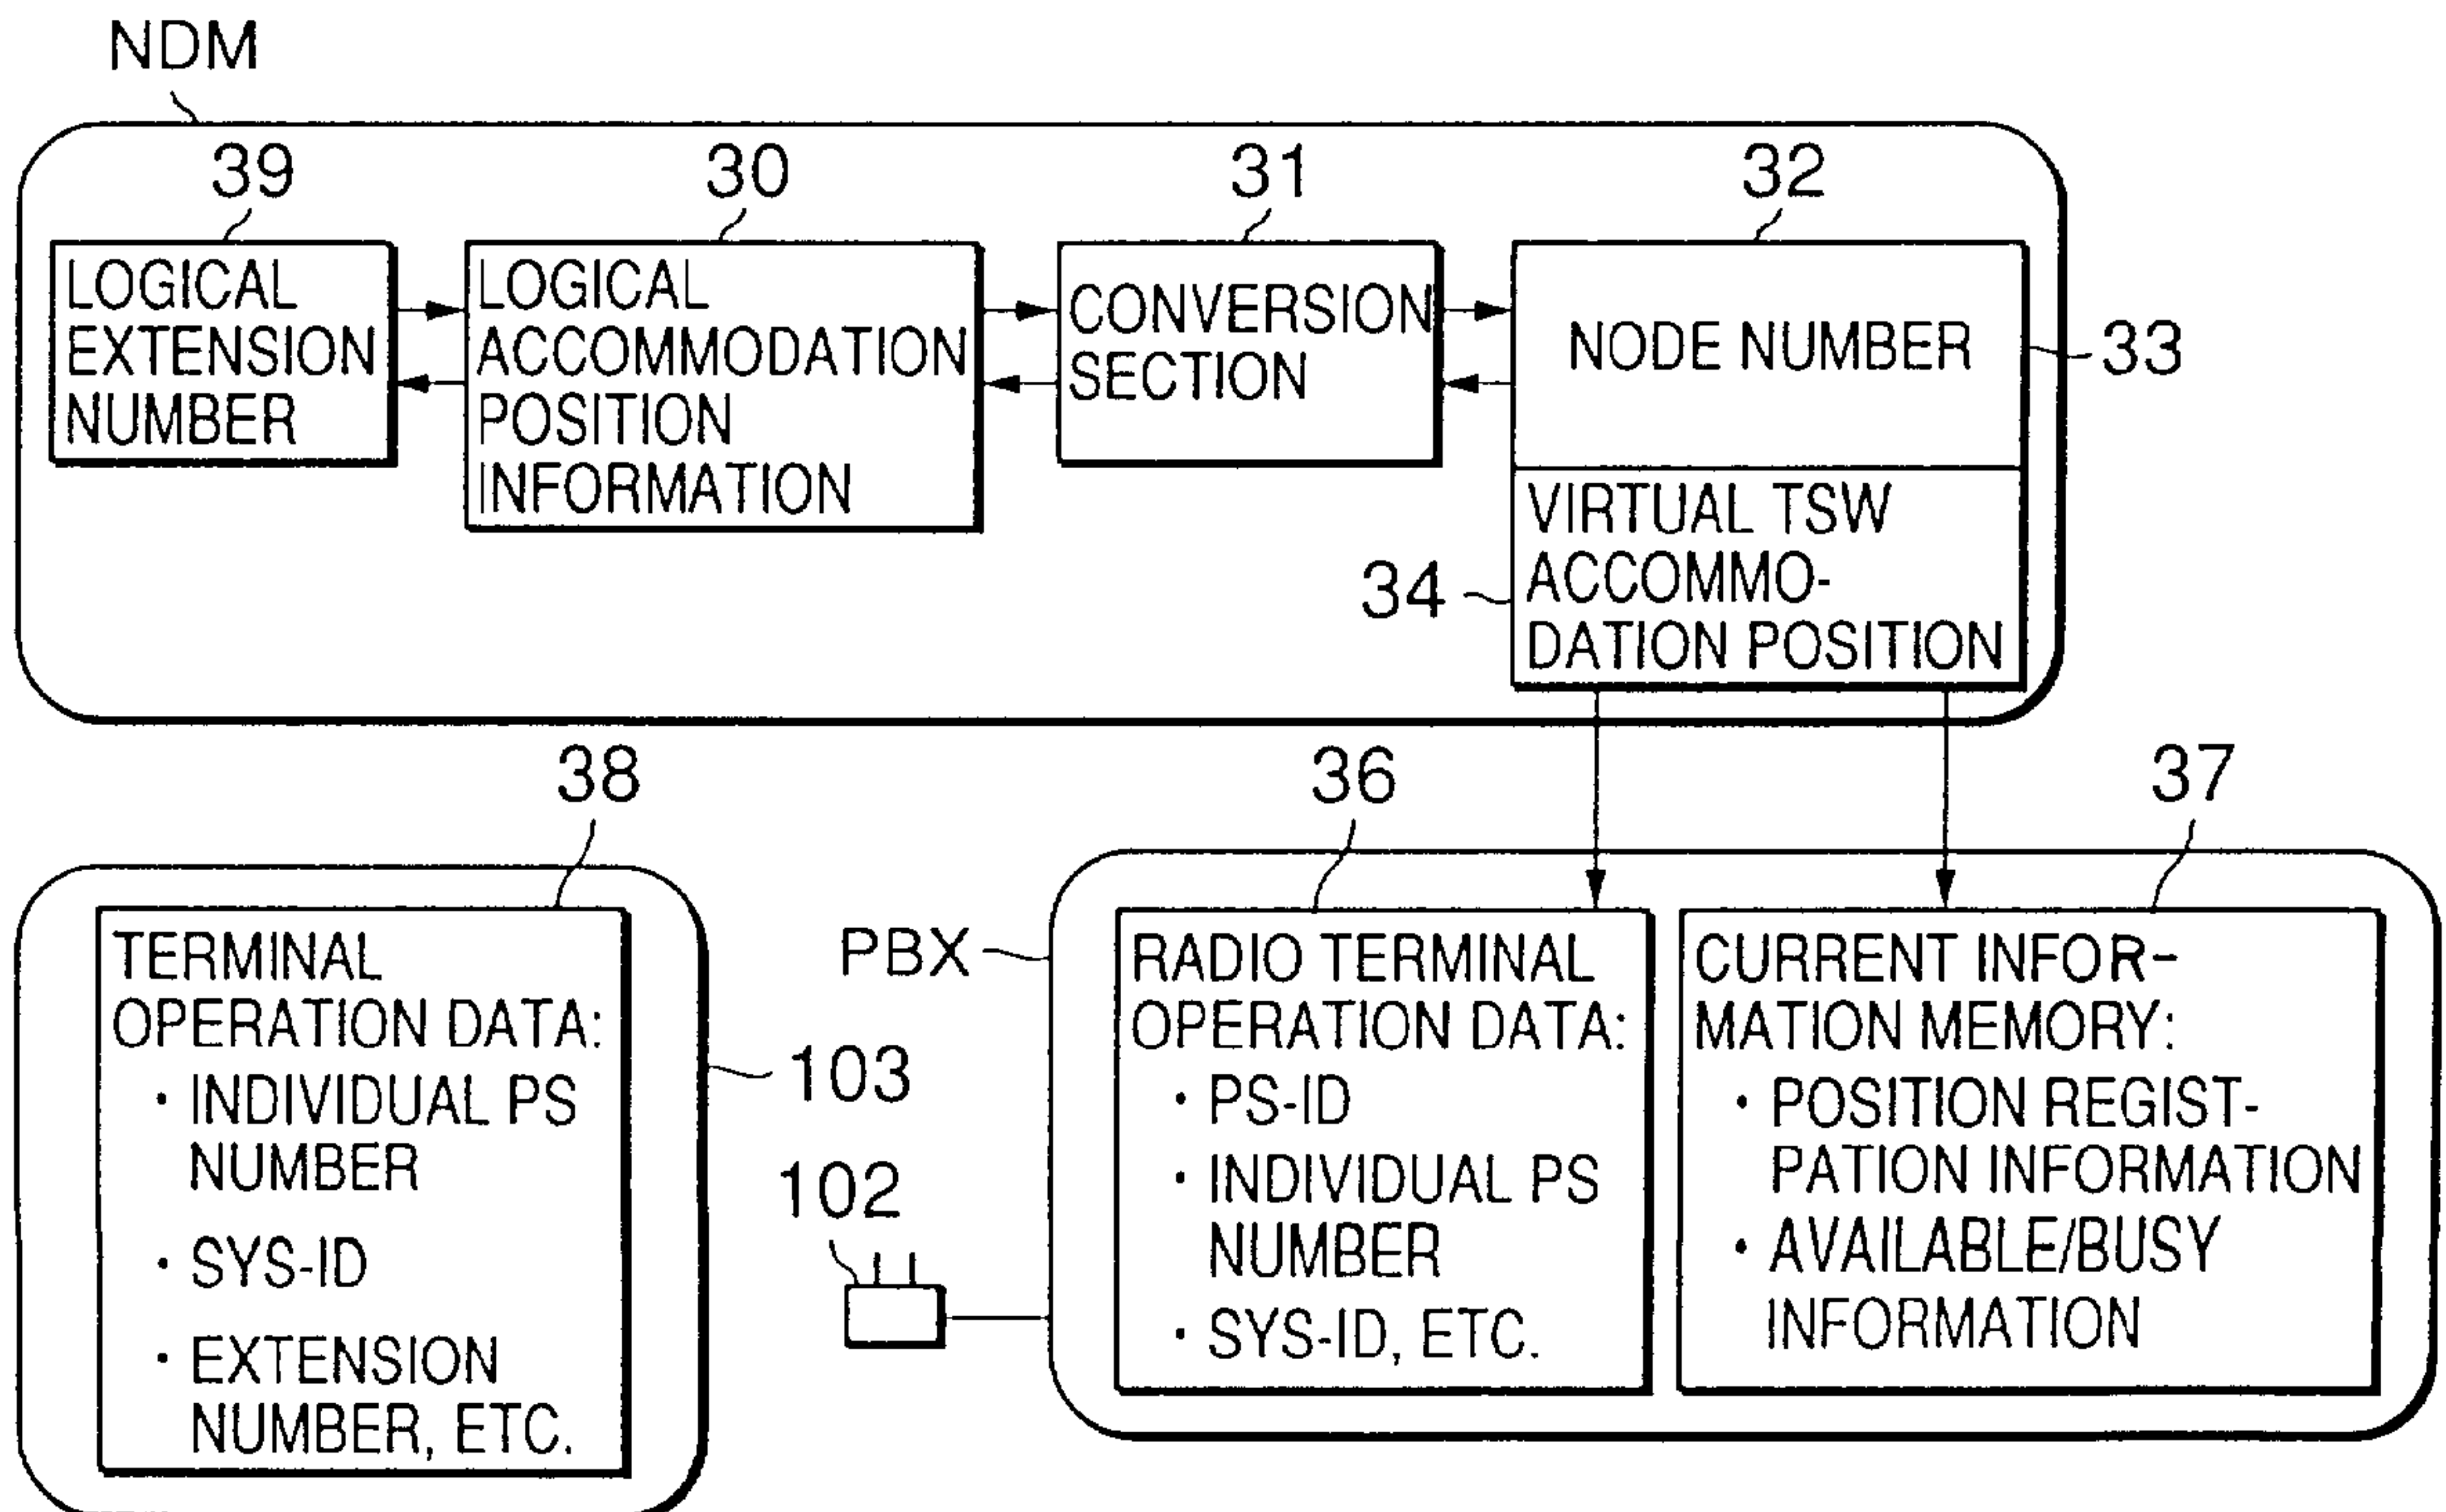 NDM
39
30
31
32
LOGICAL
EXTENSION
NUMBER
LOGICAL
ACCOMMODATION
POSITION
INFORMATION
CONVERSION
SECTION
NODE NUMBER
33
VIRTUAL TSW
ACCOMMO-
DATION POSITION
34
38
36
37
TERMINAL
OPERATION DATA:
・INDIVIDUAL PS
NUMBER
・SYS-ID
・EXTENSION
NUMBER, ETC.
103
102
PBX
RADIO TERMINAL
OPERATION DATA:
・PS-ID
・INDIVIDUAL PS
NUMBER
・SYS-ID, ETC.
CURRENT INFOR-
MATION MEMORY:
・POSITION REGIST-
PATION INFORMATION
・AVAILABLE/BUSY
INFORMATION